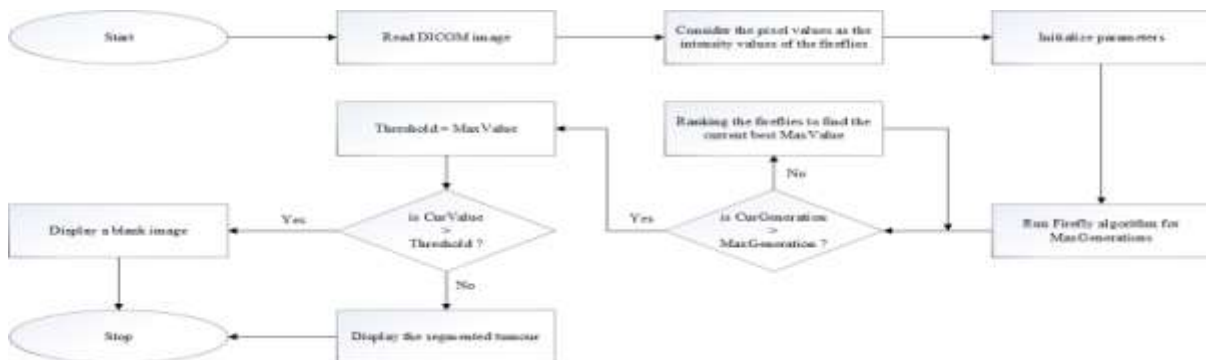 Start
Read DICOM image
Consider the pixel values as the
intensity values of the fireflies
Initialize parameters
Threshold = MaxValue
Ranking the fireflies to find the
current best MaxValue
No
Display a blank image
Yes
is CurValue
>
Threshold ?
Yes
is CurGeneration
>
MaxGeneration ?
Run Firefly algorithm for
MaxGenerations
No
Stop
Display the segmented tumour